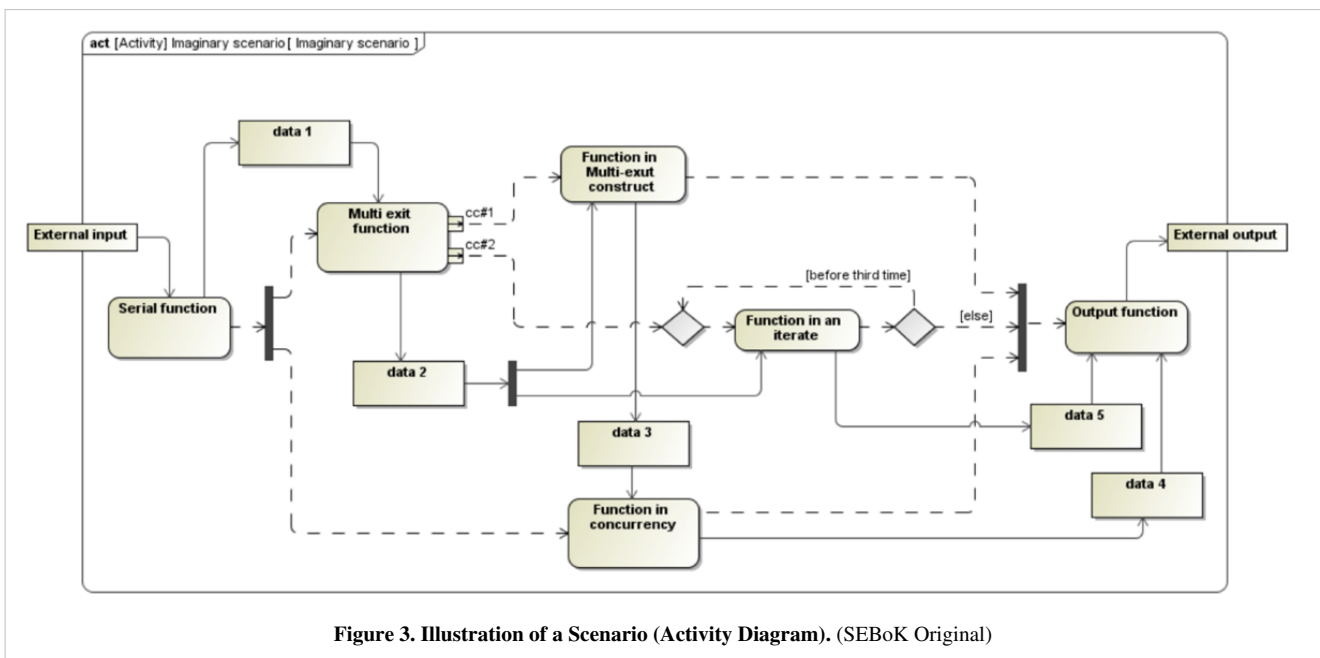 act [Activity] Imaginary scenario[ Imaginary scenario ]
data 1
Function in
Multi-exut
construct
Multi exit
function
cc#1
cc#2
External input
External output
Serial function
[before third time]
Function in an
iterate
[else]
Output function
data 2
data 3
data 5
data 4
Function in
concurrency
Figure 3. Illustration of a Scenario (Activity Diagram). (SEBoK Original)